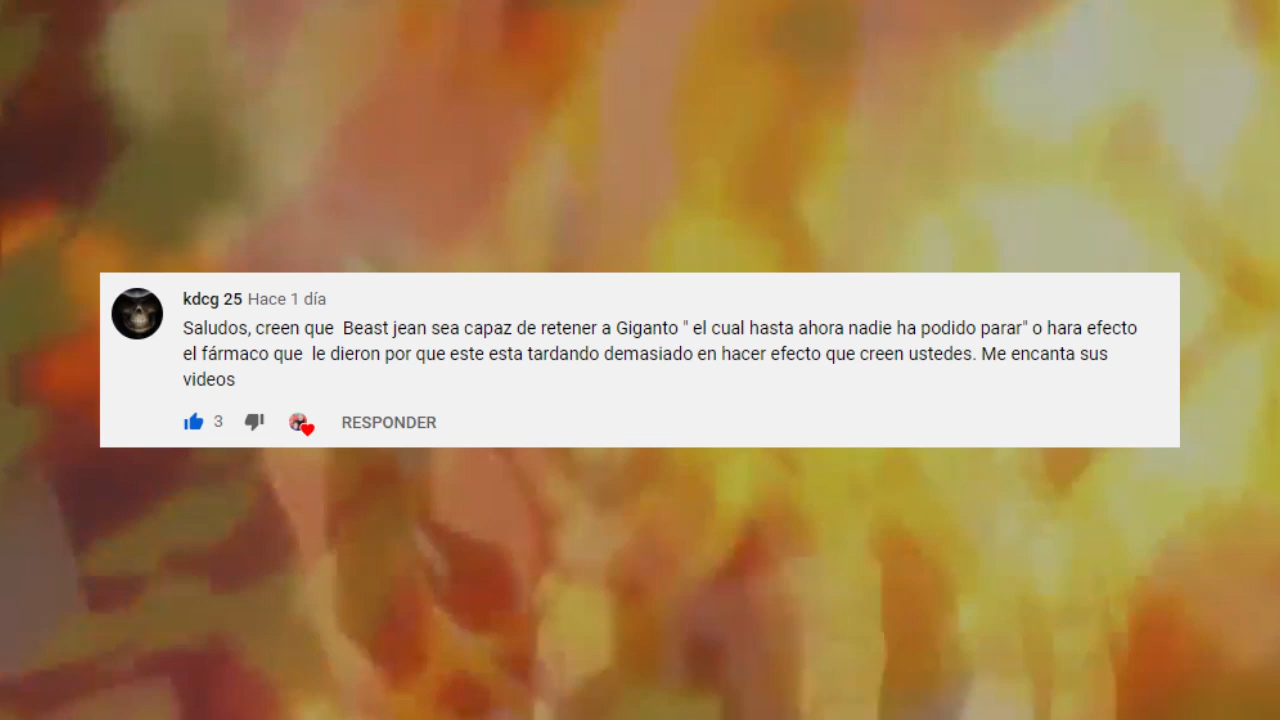 kdcg 25 Hace 1 día
Saludos, creen que  Beast jean sea capaz de retener a Giganto " el cual hasta ahora nadie ha podido parar" o hara efecto
el fármaco que  le dieron por que este esta tardando demasiado en hacer efecto que creen ustedes. Me encanta sus
videos
3 RESPONDER